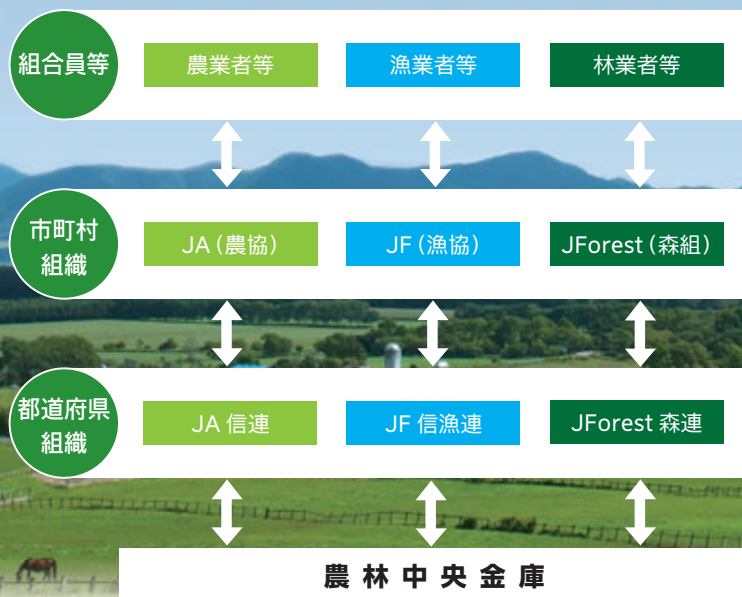 組合員等
農業者等
漁業者等
林業者等
市町村
組織
JA（農協）
JF（漁協）
JForest（森組）
都道府県
組織
JA 信連
JF 信漁連
JForest 森連
農林中央金庫